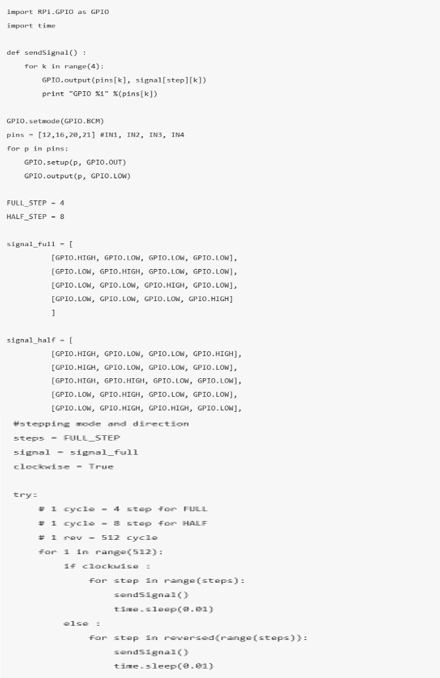 import RPi.GPIO as GPIO
import time

def sendSignal() :
    for k in range(4):
        GPIO.output(pins[k], signal[step][k])
        print "GPIO %i" %(pins[k])

GPIO.setmode(GPIO.BCM)
pins = [12,16,20,21] #IN1, IN2, IN3, IN4
for p in pins:
    GPIO.setup(p, GPIO.OUT)
    GPIO.output(p, GPIO.LOW)

FULL_STEP = 4
HALF_STEP = 8

signal_full = [
          [GPIO.HIGH, GPIO.LOW, GPIO.LOW, GPIO.LOW],
          [GPIO.LOW, GPIO.HIGH, GPIO.LOW, GPIO.LOW],
          [GPIO.LOW, GPIO.LOW, GPIO.HIGH, GPIO.LOW],
          [GPIO.LOW, GPIO.LOW, GPIO.LOW, GPIO.HIGH]
          ]

signal_half = [
          [GPIO.HIGH, GPIO.LOW, GPIO.LOW, GPIO.HIGH],
          [GPIO.HIGH, GPIO.LOW, GPIO.LOW, GPIO.LOW],
          [GPIO.HIGH, GPIO.HIGH, GPIO.LOW, GPIO.LOW],
          [GPIO.LOW, GPIO.HIGH, GPIO.LOW, GPIO.LOW],
          [GPIO.LOW, GPIO.HIGH, GPIO.HIGH, GPIO.LOW],
#stepping mode and direction
steps = FULL_STEP
signal = signal_full
clockwise = True

try:
    # 1 cycle = 4 step for FULL
    # 1 cycle = 8 step for HALF
    # 1 rev = 512 cycle
    for i in range(512):
        if clockwise :
            for step in range(steps):
                sendSignal()
                time.sleep(0.01)
        else :
            for step in reversed(range(steps)):
                sendSignal()
                time.sleep(0.01)